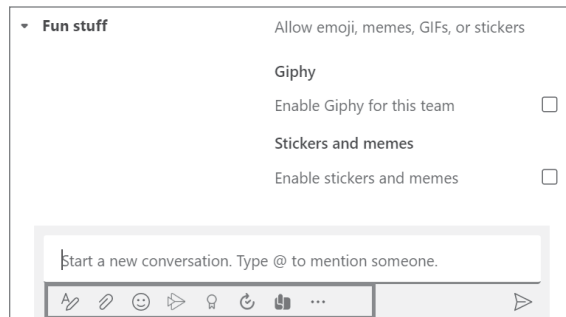 Fun stuff
Allow emoji, memes, GIFs, or stickers
Giphy
Enable Giphy for this team
Stickers and memes
Enable stickers and memes
Start a new conversation. Type @ to mention someone.